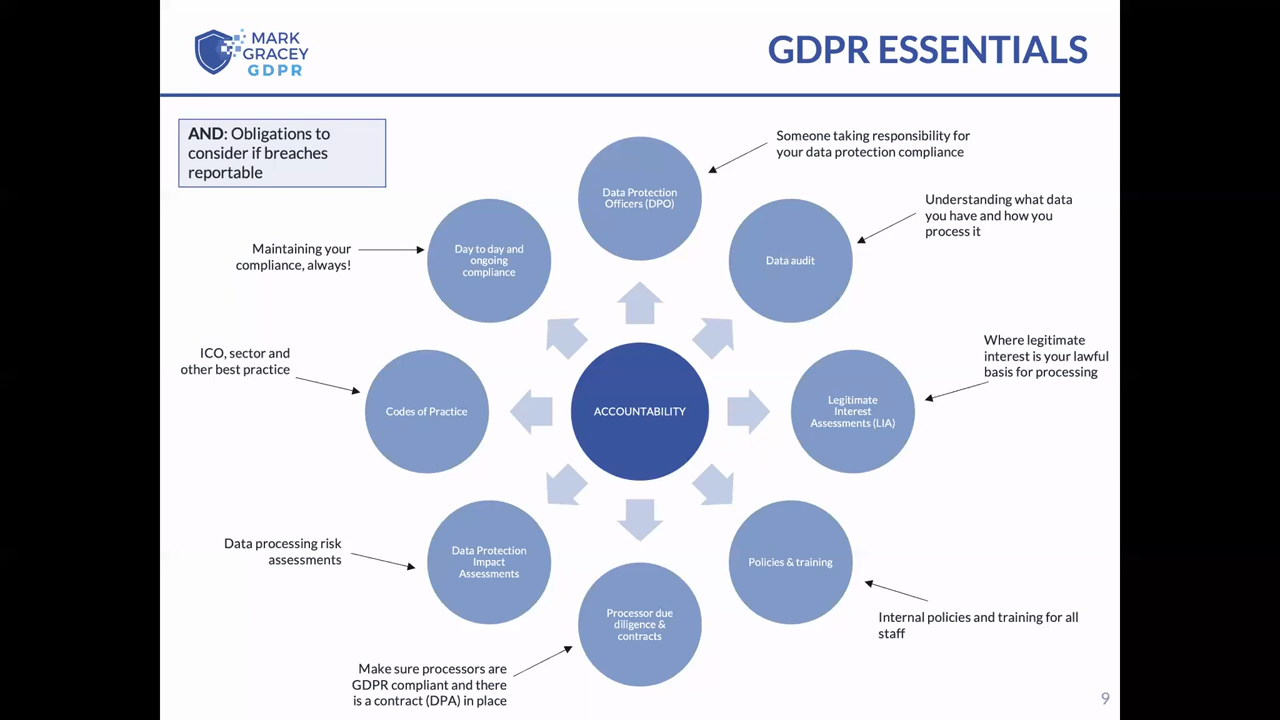 MARK
GRACEY
GDPR
GDPR ESSENTIALS
AND: Obligations to
consider if breaches
reportable
Someone taking responsibility for
your data protection compliance
Data Protection
Officers (DPO)
Understanding what data
you have and how you
process it
Data audit
Where legitimate
interest is your lawful
basis for processing
Legitimate
Interest
Assessments (LIA)
Policies & training
Internal policies and training for all
staff
Processor due
diligence &
contracts
Make sure processors are
GDPR compliant and there
is a contract (DPA) in place
Data Protection
Impact
Assessments
Data processing risk
assessments
Codes of Practice
ICO, sector and
other best practice
Day to day and
ongoing
compliance
Maintaining your
compliance, always!
ACCOUNTABILITY
9